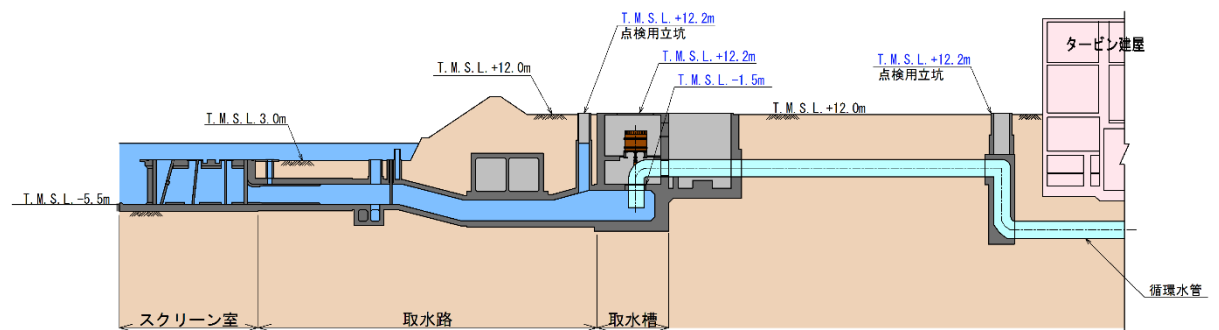 T.M.S.L.+12.2m
点検用立坑
T.M.S.L.+12.2m
T.M.S.L.+12.0m
T.M.S.L.-1.5m
タービン建屋
T.M.S.L.+12.2m
点検用立坑
T.M.S.L.+12.0m
T.M.S.L.3.0m
T.M.S.L.-5.5m
循環水管
スクリーン室
取水路
取水槽